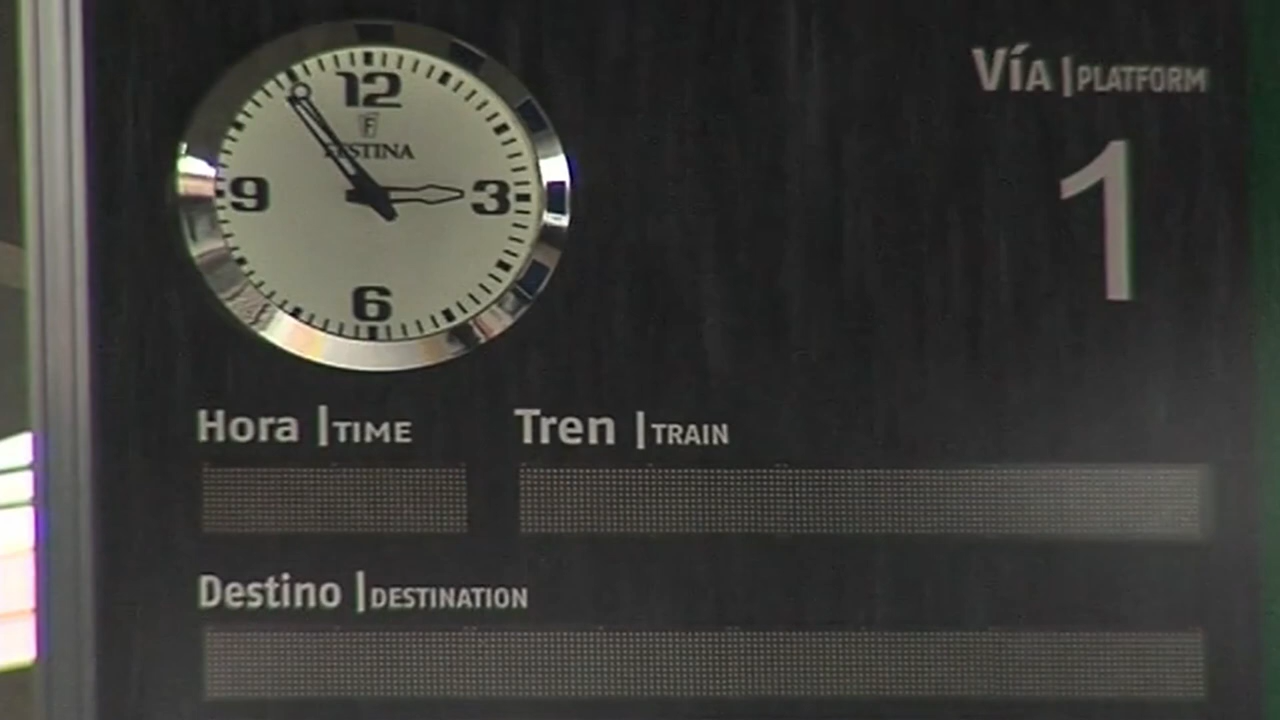 12
F
FESTINA
9
3
6
Vía | PLATFORM
1
Hora | TIME
Tren | TRAIN
Destino | DESTINATION